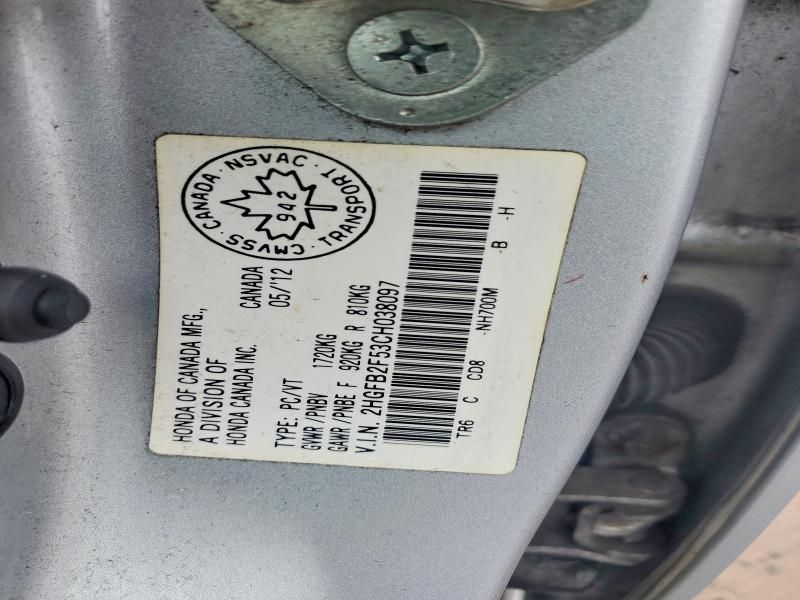 HONDA OF CANADA MFG.,
A DIVISION OF
HONDA CANADA INC.
CANADA
05/'12
TYPE: PC/VT
GVWR/PNBV 1720KG
GAWR/PNBE F 920KG R 810KG
V.I.N. 2HGFB2F53CH038097
TR6 C CD8 -NH700M -B -H
CMVSS · CANADA · NSVAC · TRANSPORT
942